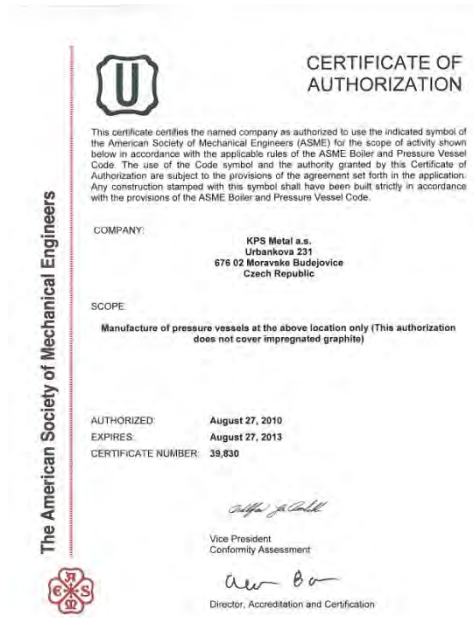 U
CERTIFICATE OF
AUTHORIZATION
This certificate certifies the named company as authorized to use the indicated symbol of
the American Society of Mechanical Engineers (ASME) for the scope of activity shown
below in accordance with the applicable rules of the ASME Boiler and Pressure Vessel
Code. The use of the Code symbol and the authority granted by this Certificate of
Authorization are subject to the provisions of the agreement set forth in the application.
Any construction stamped with this symbol shall have been built strictly in accordance
with the provisions of the ASME Boiler and Pressure Vessel Code.
COMPANY:
KPS Metal a.s.
Urbankova 231
676 02 Moravske Budejovice
Czech Republic
SCOPE:
Manufacture of pressure vessels at the above location only (This authorization
does not cover impregnated graphite)
AUTHORIZED: August 27, 2010
EXPIRES: August 27, 2013
CERTIFICATE NUMBER: 39,830
Vice President
Conformity Assessment
Director, Accreditation and Certification
The American Society of Mechanical Engineers
A
E S
M